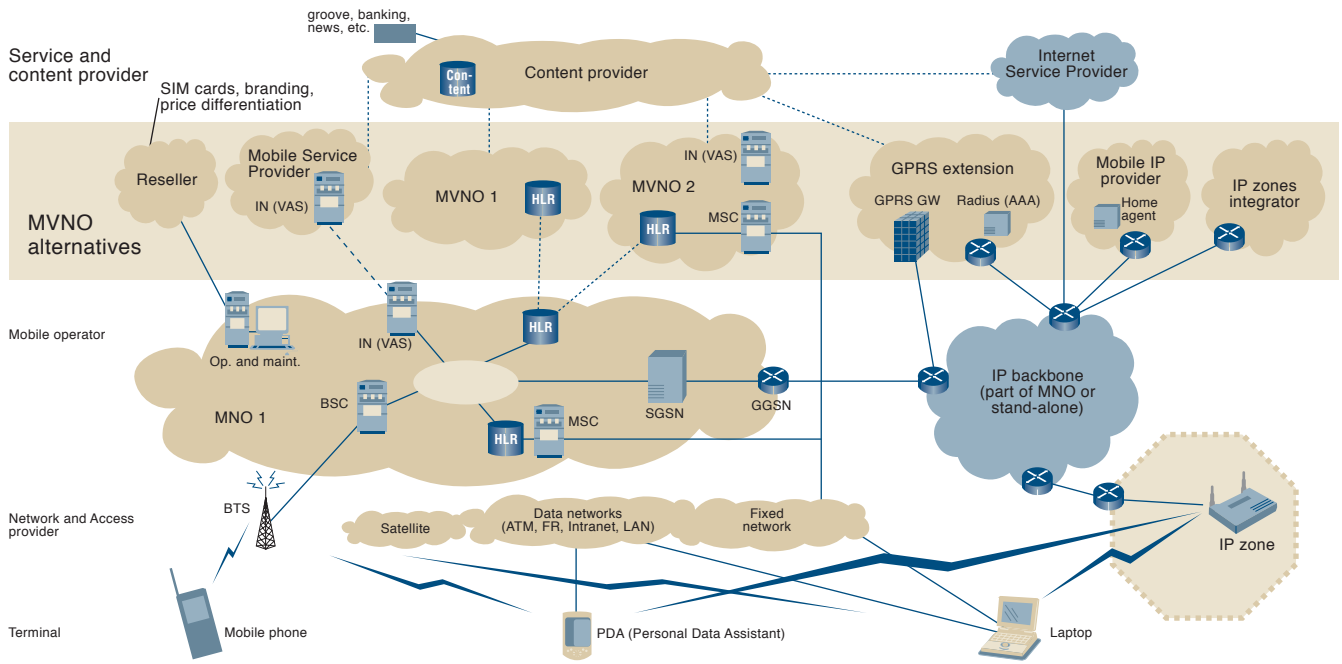 groove, banking,
news, etc.
Service and
content provider
Con-
tent
Content provider
Internet
Service Provider
SIM cards, branding,
price differentiation
MVNO
alternatives
Reseller
Mobile Service
Provider
IN (VAS)
MVNO 1
HLR
MVNO 2
IN (VAS)
HLR
MSC
GPRS extension
GPRS GW
Radius (AAA)
Mobile IP
provider
Home
agent
IP zones
integrator
Mobile operator
Op. and maint.
IN (VAS)
HLR
MNO 1
BSC
HLR
MSC
SGSN
GGSN
IP backbone
(part of MNO or
stand-alone)
Network and Access
provider
BTS
Satellite
Data networks
(ATM, FR, Intranet, LAN)
Fixed
network
IP zone
Terminal
Mobile phone
PDA (Personal Data Assistant)
Laptop